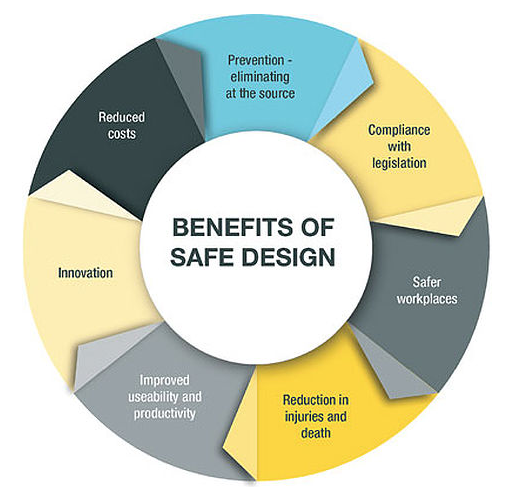 Prevention -
eliminating
at the source
Compliance
with
legislation
Safer
workplaces
Reduction in
injuries and
death
Improved
useability and
productivity
Innovation
Reduced
costs
BENEFITS OF
SAFE DESIGN